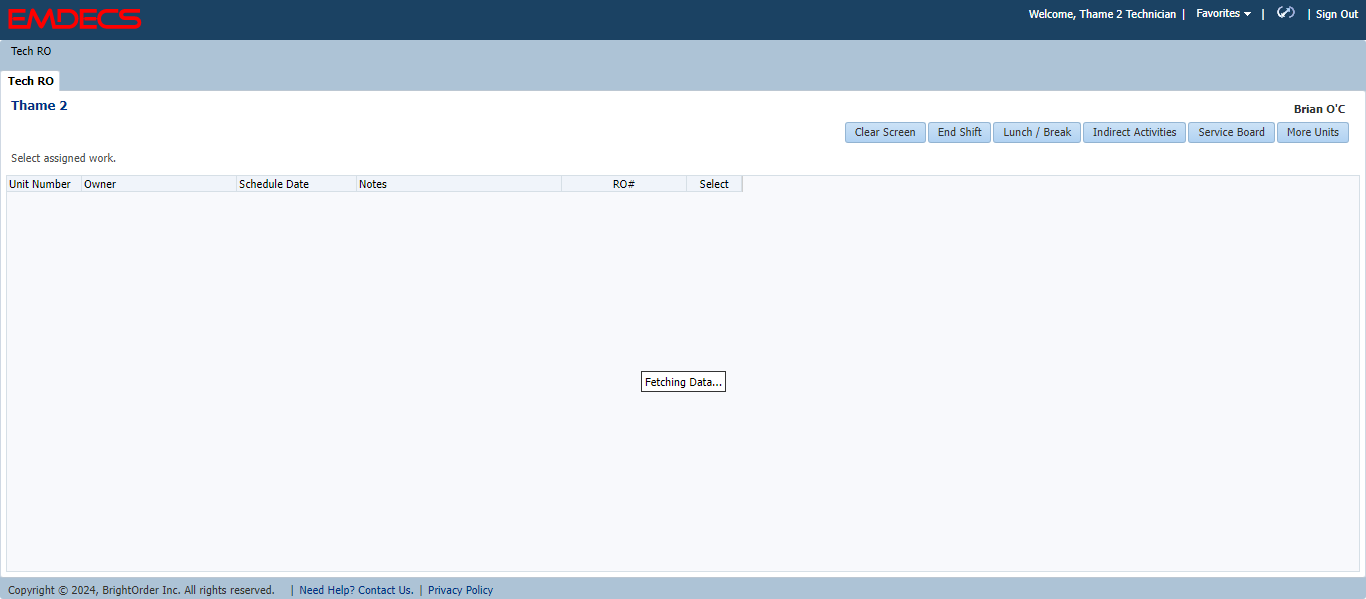 EMDECS
Welcome, Thame 2 Technician | Favorites | | Sign Out
Tech RO
Tech RO
Thame 2
Brian O'C
Clear Screen End Shift Lunch / Break Indirect Activities Service Board More Units
Select assigned work.
Unit Number Owner Schedule Date Notes RO# Select
Fetching Data...
Copyright © 2024, BrightOrder Inc. All rights reserved. | Need Help? Contact Us. | Privacy Policy